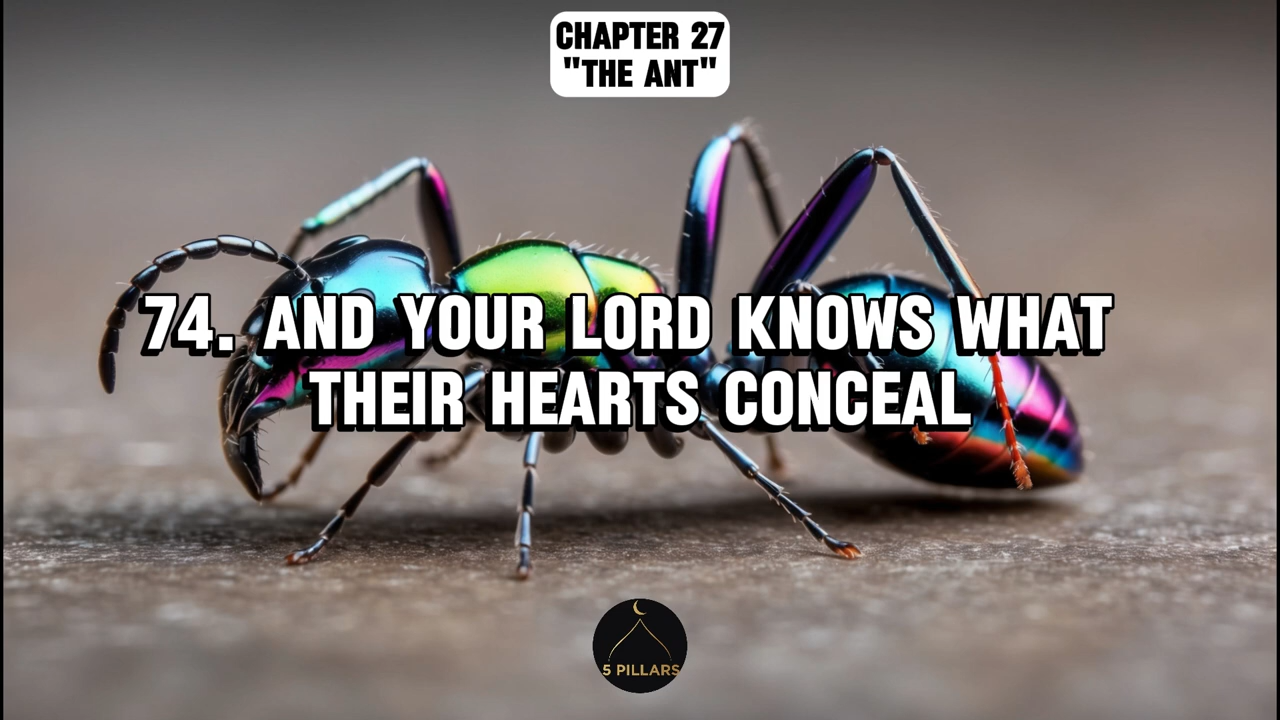 CHAPTER 27
"THE ANT"
74. AND YOUR LORD KNOWS WHAT
THEIR HEARTS CONCEAL
5 PILLARS